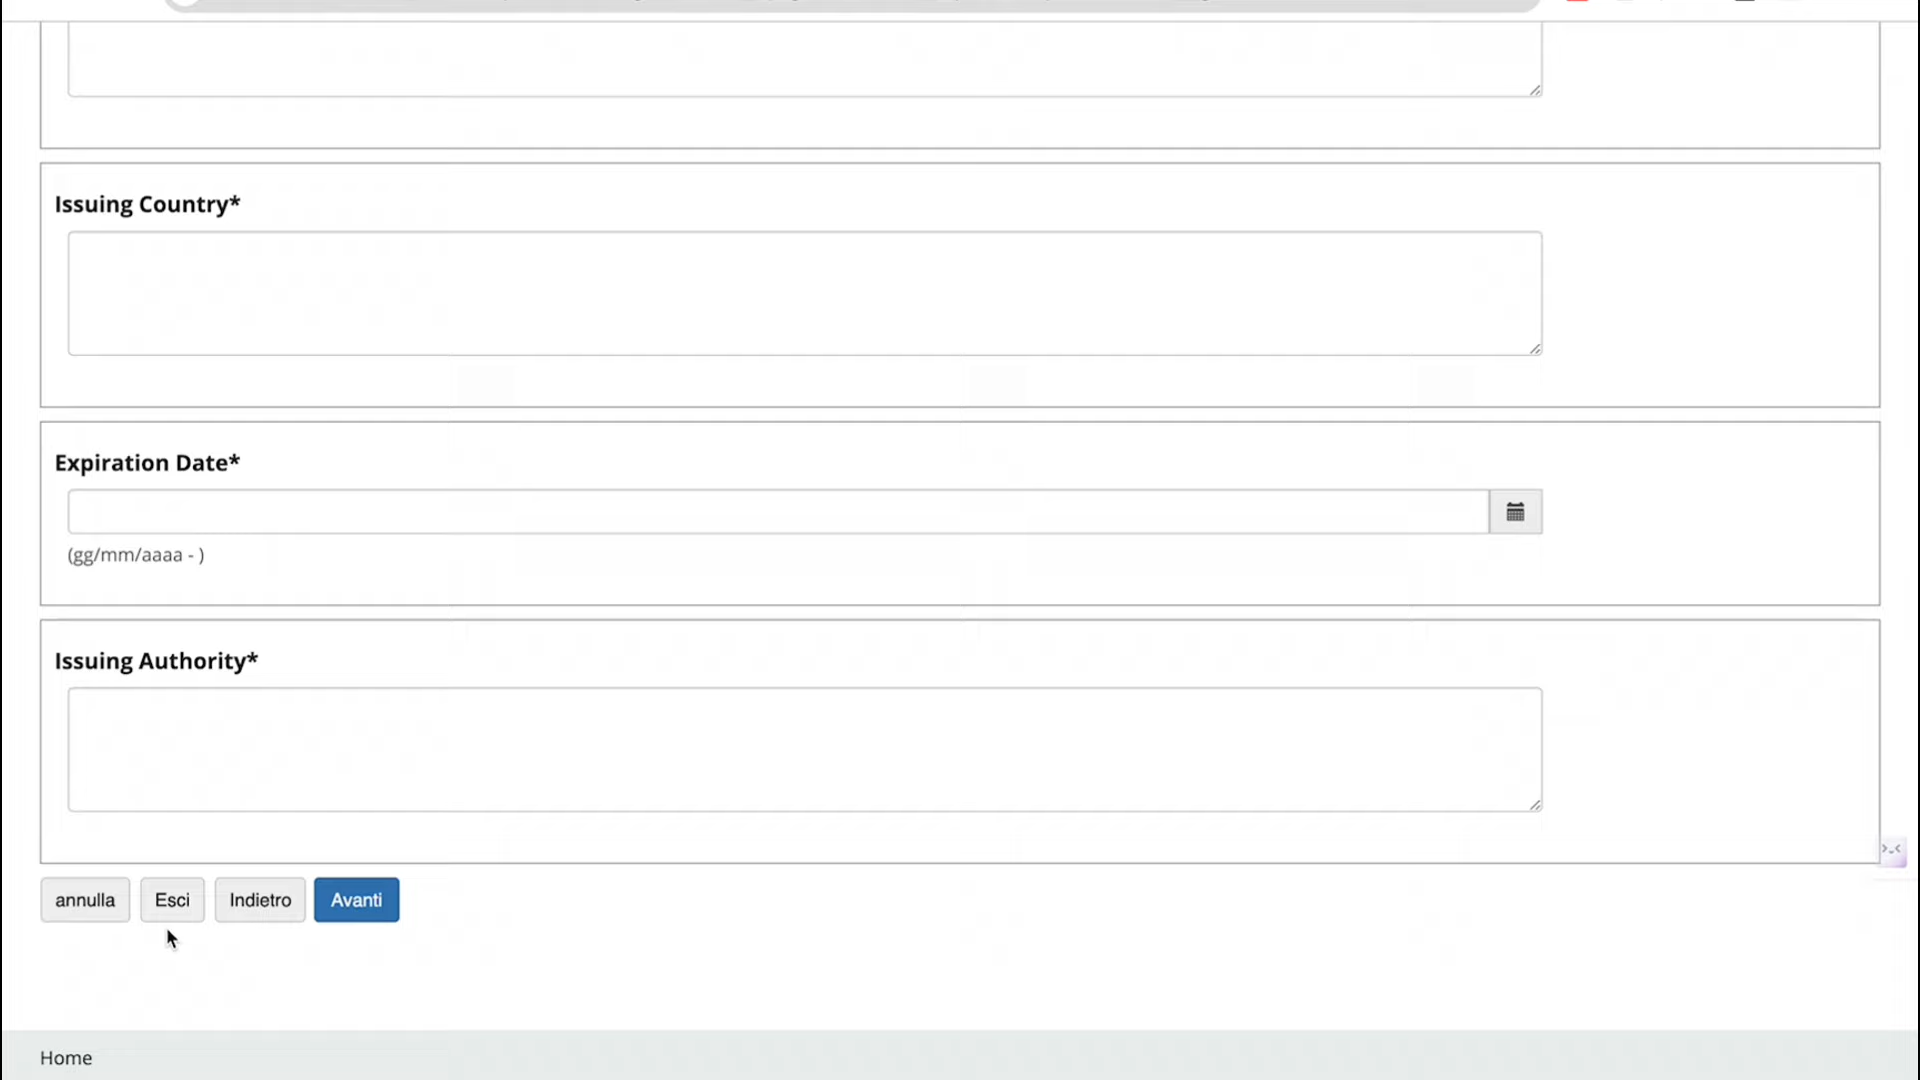 Issuing Country*
Expiration Date*
(gg/mm/aaaa - )
Issuing Authority*
annulla Esci Indietro Avanti
Home